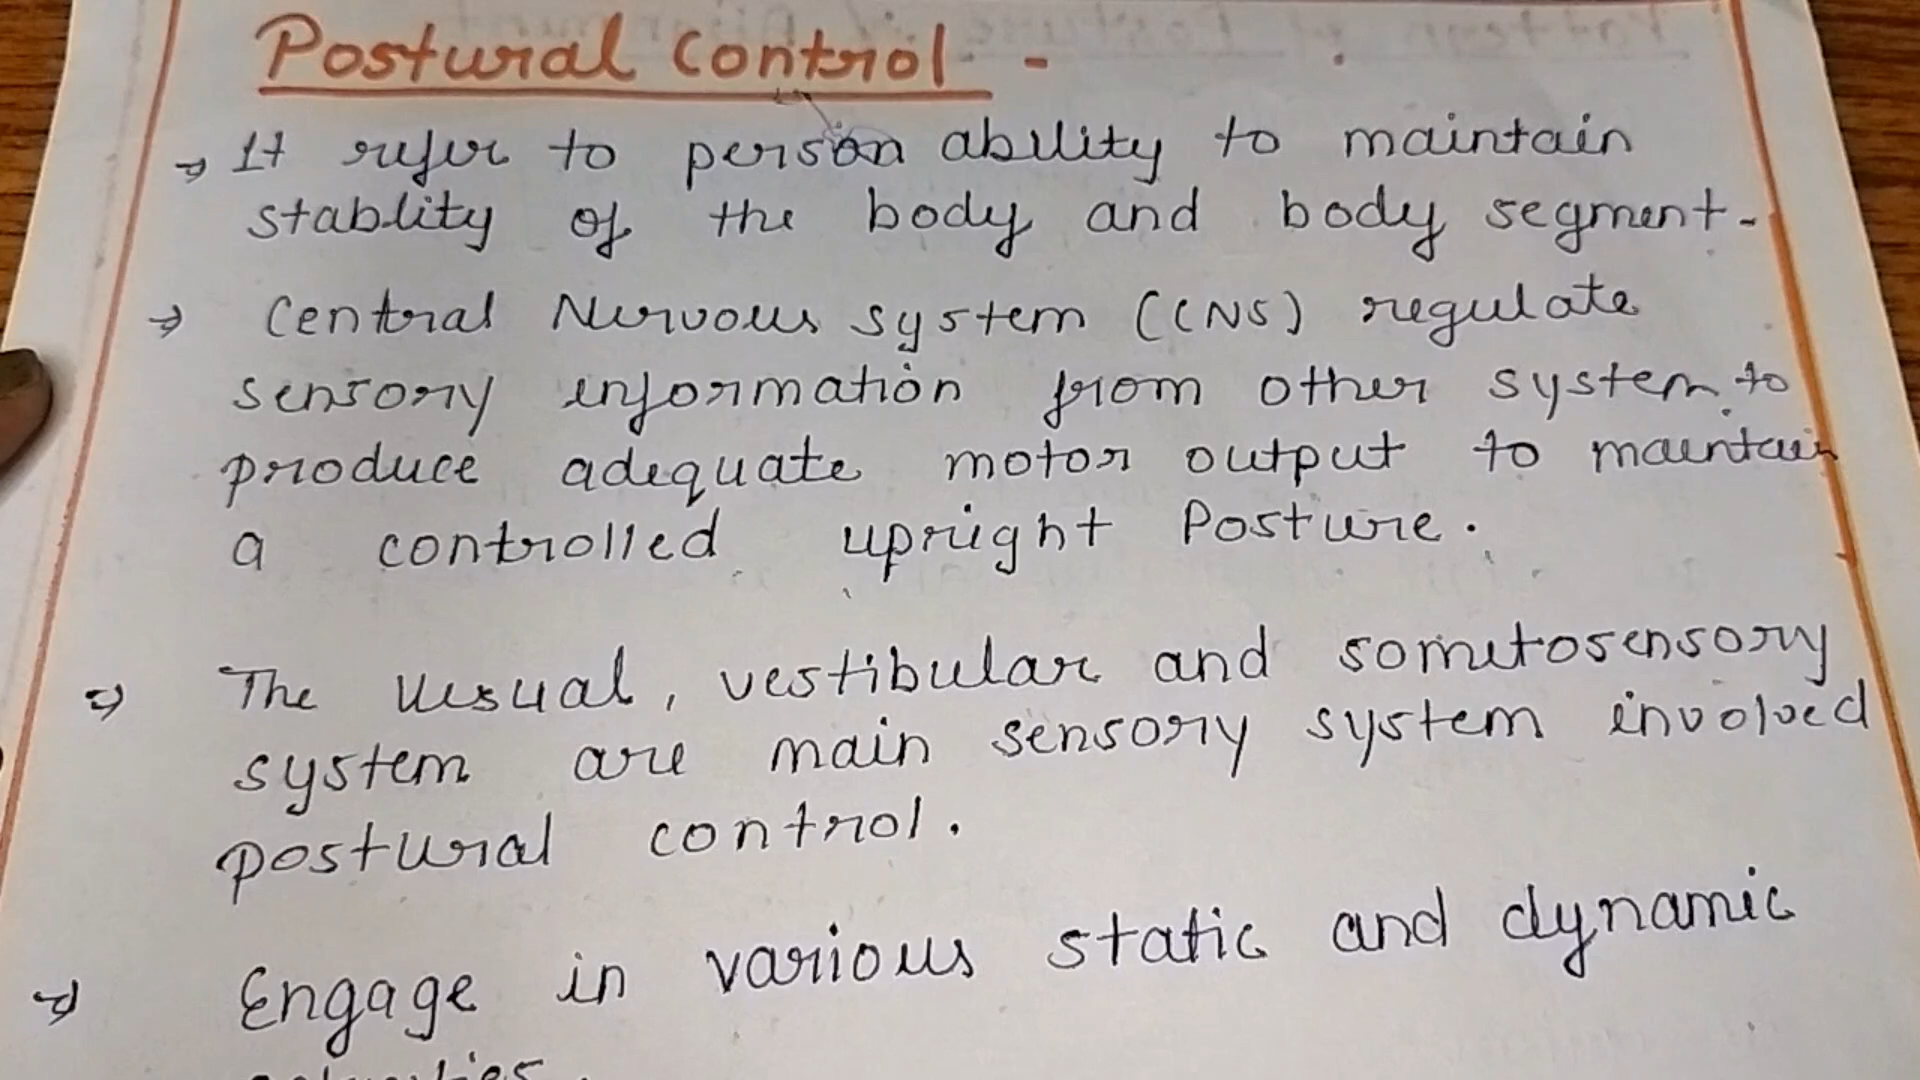 Postural Control -
→ It refer to person ability to maintain
stablity of the body and body segment.
→ Central Nervous system (CNS) regulate
sensory information from other system to
produce adequate motor output to maintain
a controlled upright Posture.
→ The visual, vestibular and sometosensory
system are main sensory system involved
postural control.
→ Engage in various static and dynamic